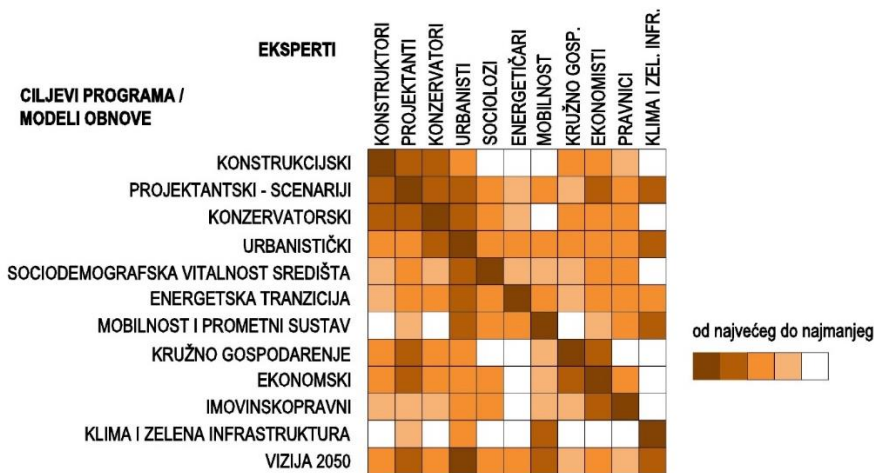 EKSPERTI
CILJEVI PROGRAMA /
MODELI OBNOVE
KONSTRUKTORI
PROJEKTANTI
KONZERVATORI
URBANISTI
SOCIOLOZI
ENERGETIČARI
MOBILNOST
KRUŽNO GOSP.
EKONOMISTI
PRAVNICI
KLIMA I ZEL. INFR.
KONSTRUKCIJSKI
PROJEKTANTSKI - SCENARIJI
KONZERVATORSKI
URBANISTIČKI
SOCIODEMOGRAFSKA VITALNOST SREDIŠTA
ENERGETSKA TRANZICIJA
MOBILNOST I PROMETNI SUSTAV
KRUŽNO GOSPODARENJE
EKONOMSKI
IMOVINSKOPRAVNI
KLIMA I ZELENA INFRASTRUKTURA
VIZIJA 2050
od najvećeg do najmanjeg